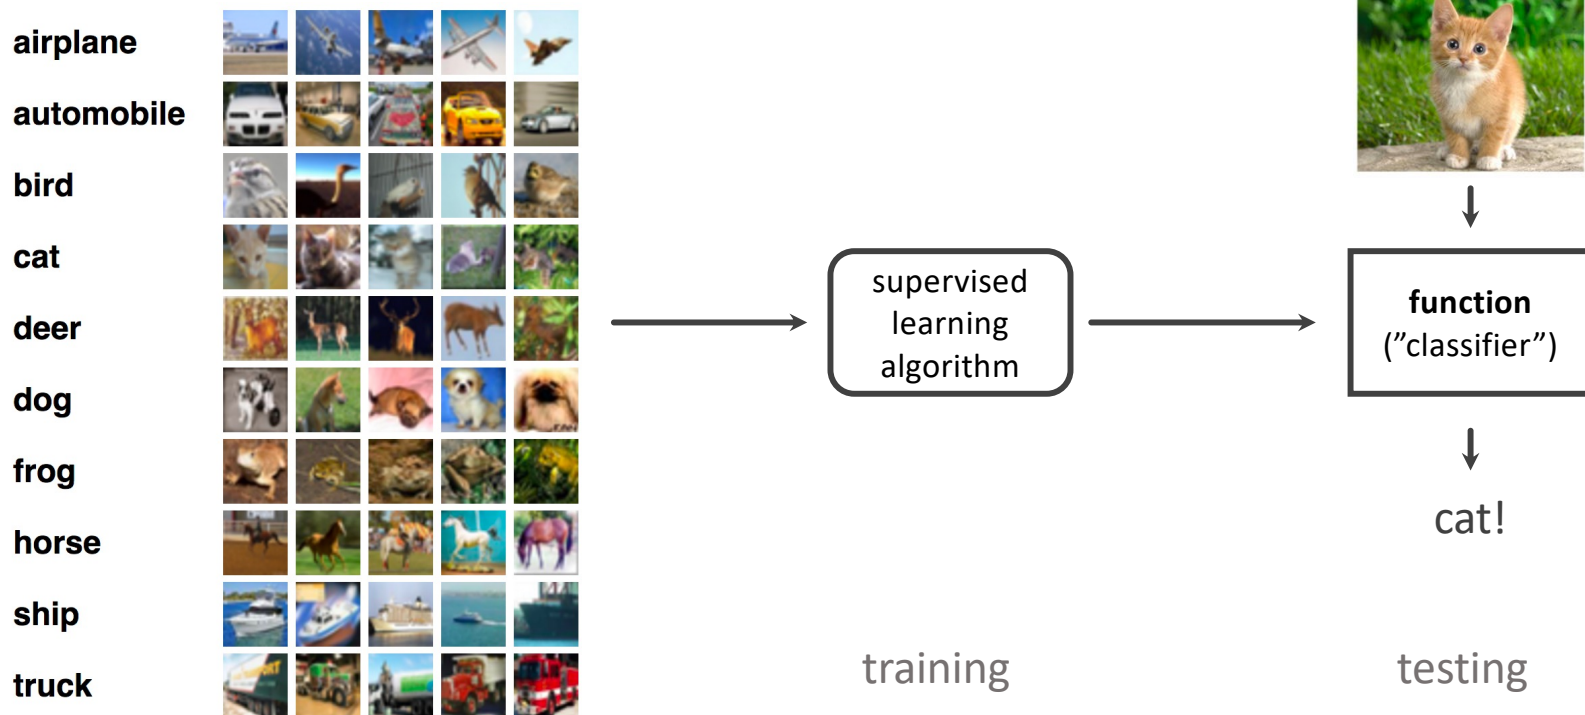 airplane
automobile
bird
cat
deer
dog
frog
horse
ship
truck
supervised
learning
algorithm
training
function
(”classifier”)
cat!
testing